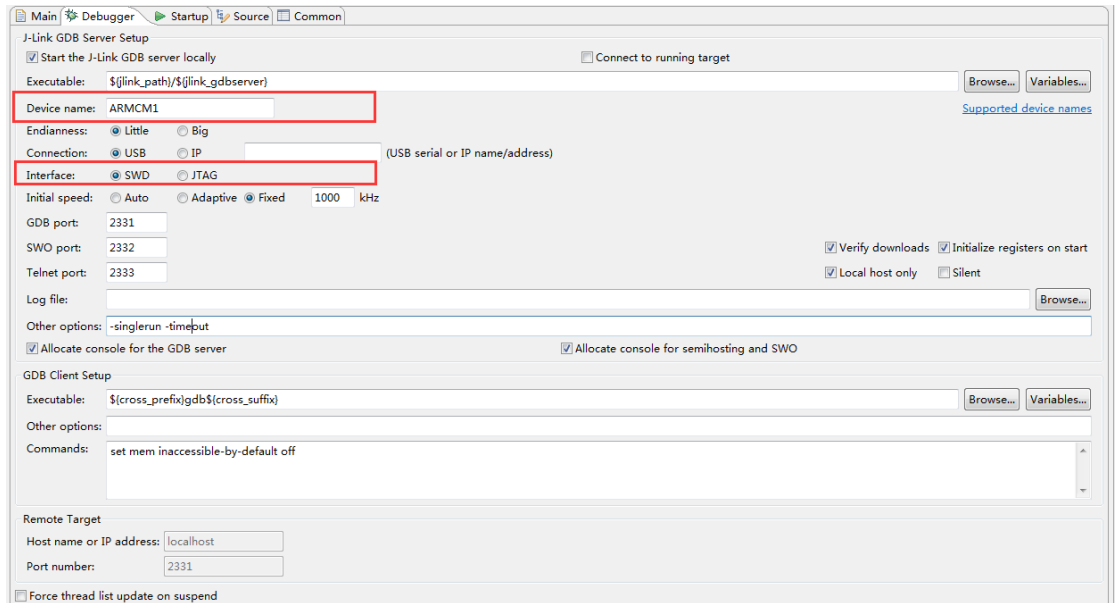 Main Debugger Startup Source Common
J-Link GDB Server Setup
Start the J-Link GDB server locally Connect to running target
Executable: ${jlink_path}/${jlink_gdbserver} Browse... Variables...
Device name: ARMCM1 Supported device names
Endianness: Little Big
Connection: USB IP (USB serial or IP name/address)
Interface: SWD JTAG
Initial speed: Auto Adaptive Fixed 1000 kHz
GDB port: 2331
SWO port: 2332 Verify downloads Initialize registers on start
Telnet port: 2333 Local host only Silent
Log file: Browse...
Other options: -singlerun -timeout
Allocate console for the GDB server Allocate console for semihosting and SWO
GDB Client Setup
Executable: ${cross_prefix}gdb${cross_suffix} Browse... Variables...
Other options:
Commands: set mem inaccessible-by-default off
Remote Target
Host name or IP address: localhost
Port number: 2331
Force thread list update on suspend